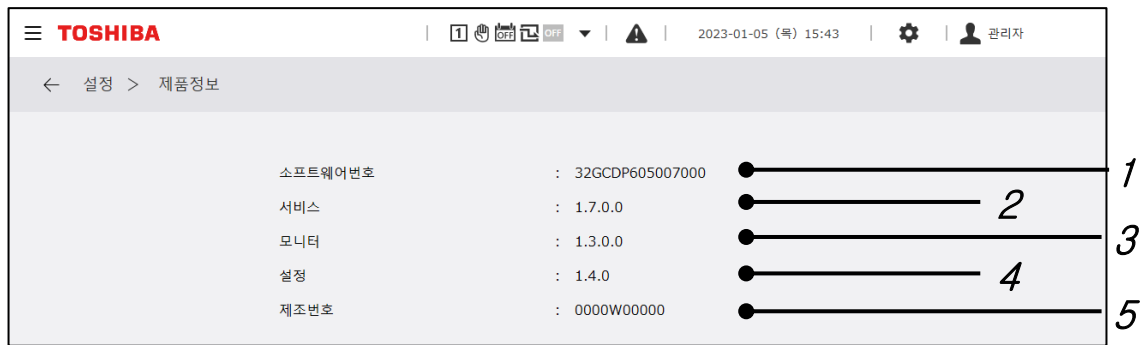 TOSHIBA 1 OFF OFF 2023-01-05 (목) 15:43 관리자
← 설정 > 제품정보
소프트웨어번호 : 32GCDP605007000 1
서비스 : 1.7.0.0 2
모니터 : 1.3.0.0 3
설정 : 1.4.0 4
제조번호 : 0000W00000 5